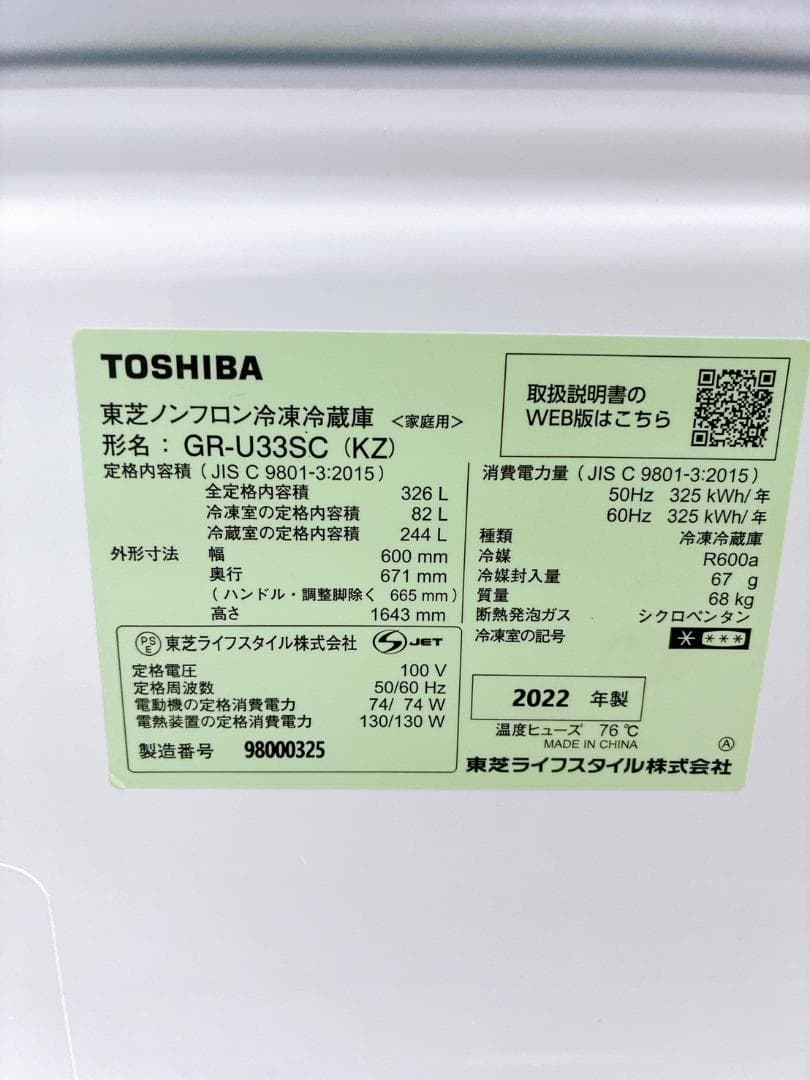 TOSHIBA
東芝ノンフロン冷凍冷蔵庫 <家庭用>
形名：GR-U33SC (KZ)
取扱説明書の
WEB版はこちら
定格内容積 ( JIS C 9801-3:2015 )
全定格内容積 326 L
冷凍室の定格内容積 82 L
冷蔵室の定格内容積 244 L
外形寸法 幅 600 mm
奥行 671 mm
( ハンドル・調整脚除く 665 mm )
高さ 1643 mm
PSE 東芝ライフスタイル株式会社 S JET
定格電圧 100 V
定格周波数 50/60 Hz
電動機の定格消費電力 74/ 74 W
電熱装置の定格消費電力 130/130 W
製造番号 98000325
消費電力量 ( JIS C 9801-3:2015 )
50Hz 325 kWh/年
60Hz 325 kWh/年
種類 冷凍冷蔵庫
冷媒 R600a
冷媒封入量 67 g
質量 68 kg
断熱発泡ガス シクロペンタン
冷凍室の記号 * ***
2022 年製
温度ヒューズ 76 ℃
MADE IN CHINA Ⓐ
東芝ライフスタイル株式会社